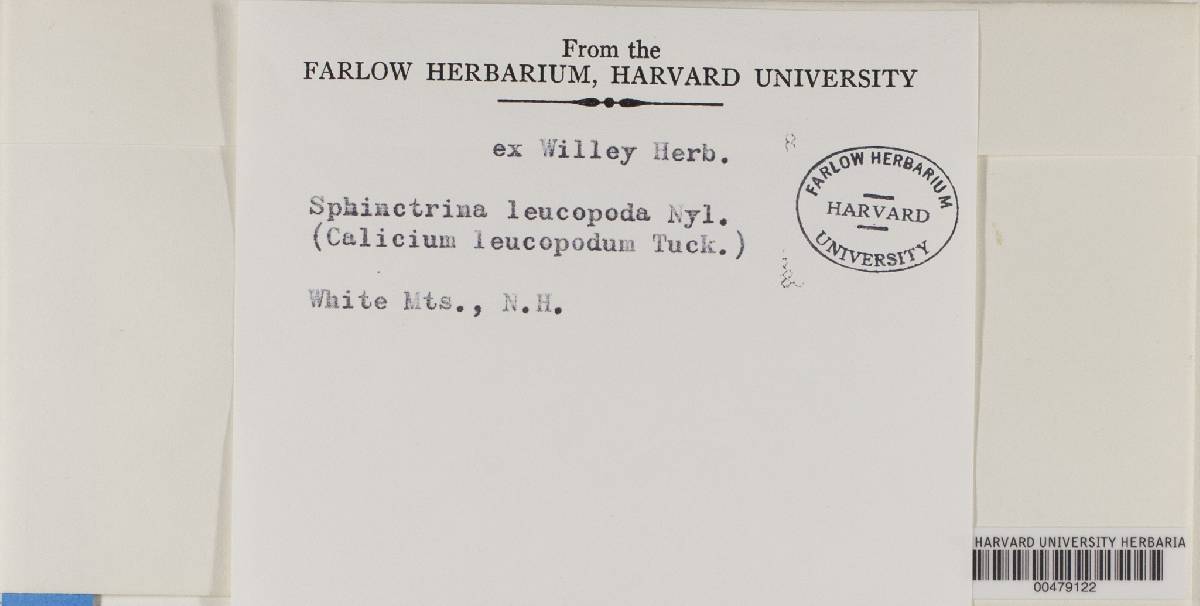 From the
FARLOW HERBARIUM, HARVARD UNIVERSITY
ex Willey Herb.
Sphinctrina leucopoda Nyl.
(Calicium leucopodum Tuck.)
White Mts., N.H.
FARLOW HERBARIUM
HARVARD
UNIVERSITY
HARVARD UNIVERSITY HERBARIA
00479122